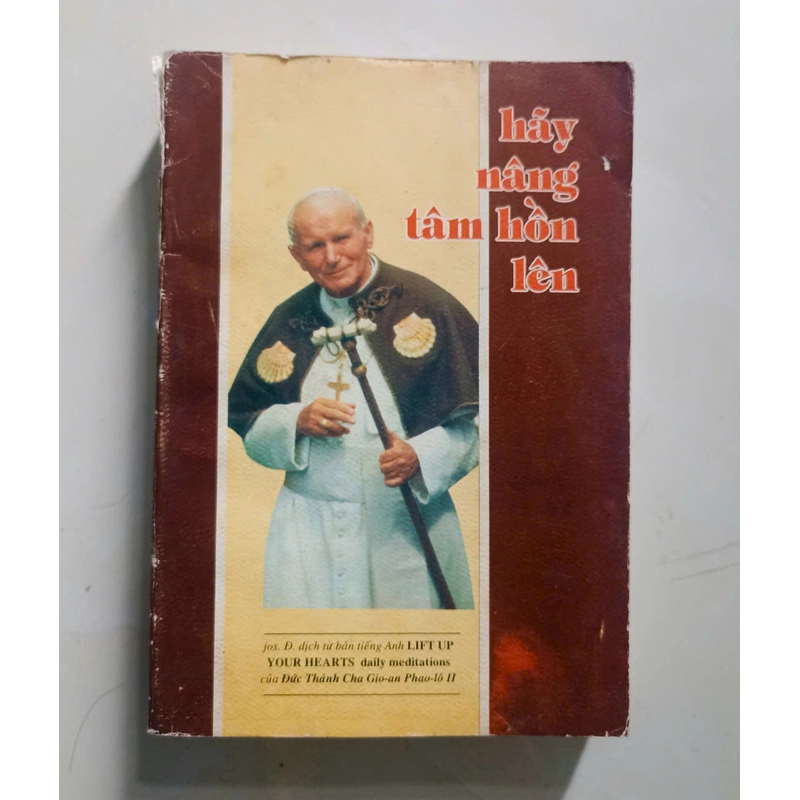 hãy
nâng
tâm hồn
lên
jos. Đ. dịch từ bản tiếng Anh LIFT UP
YOUR HEARTS daily meditations
của Đức Thánh Cha Gio-an Phao-lô II